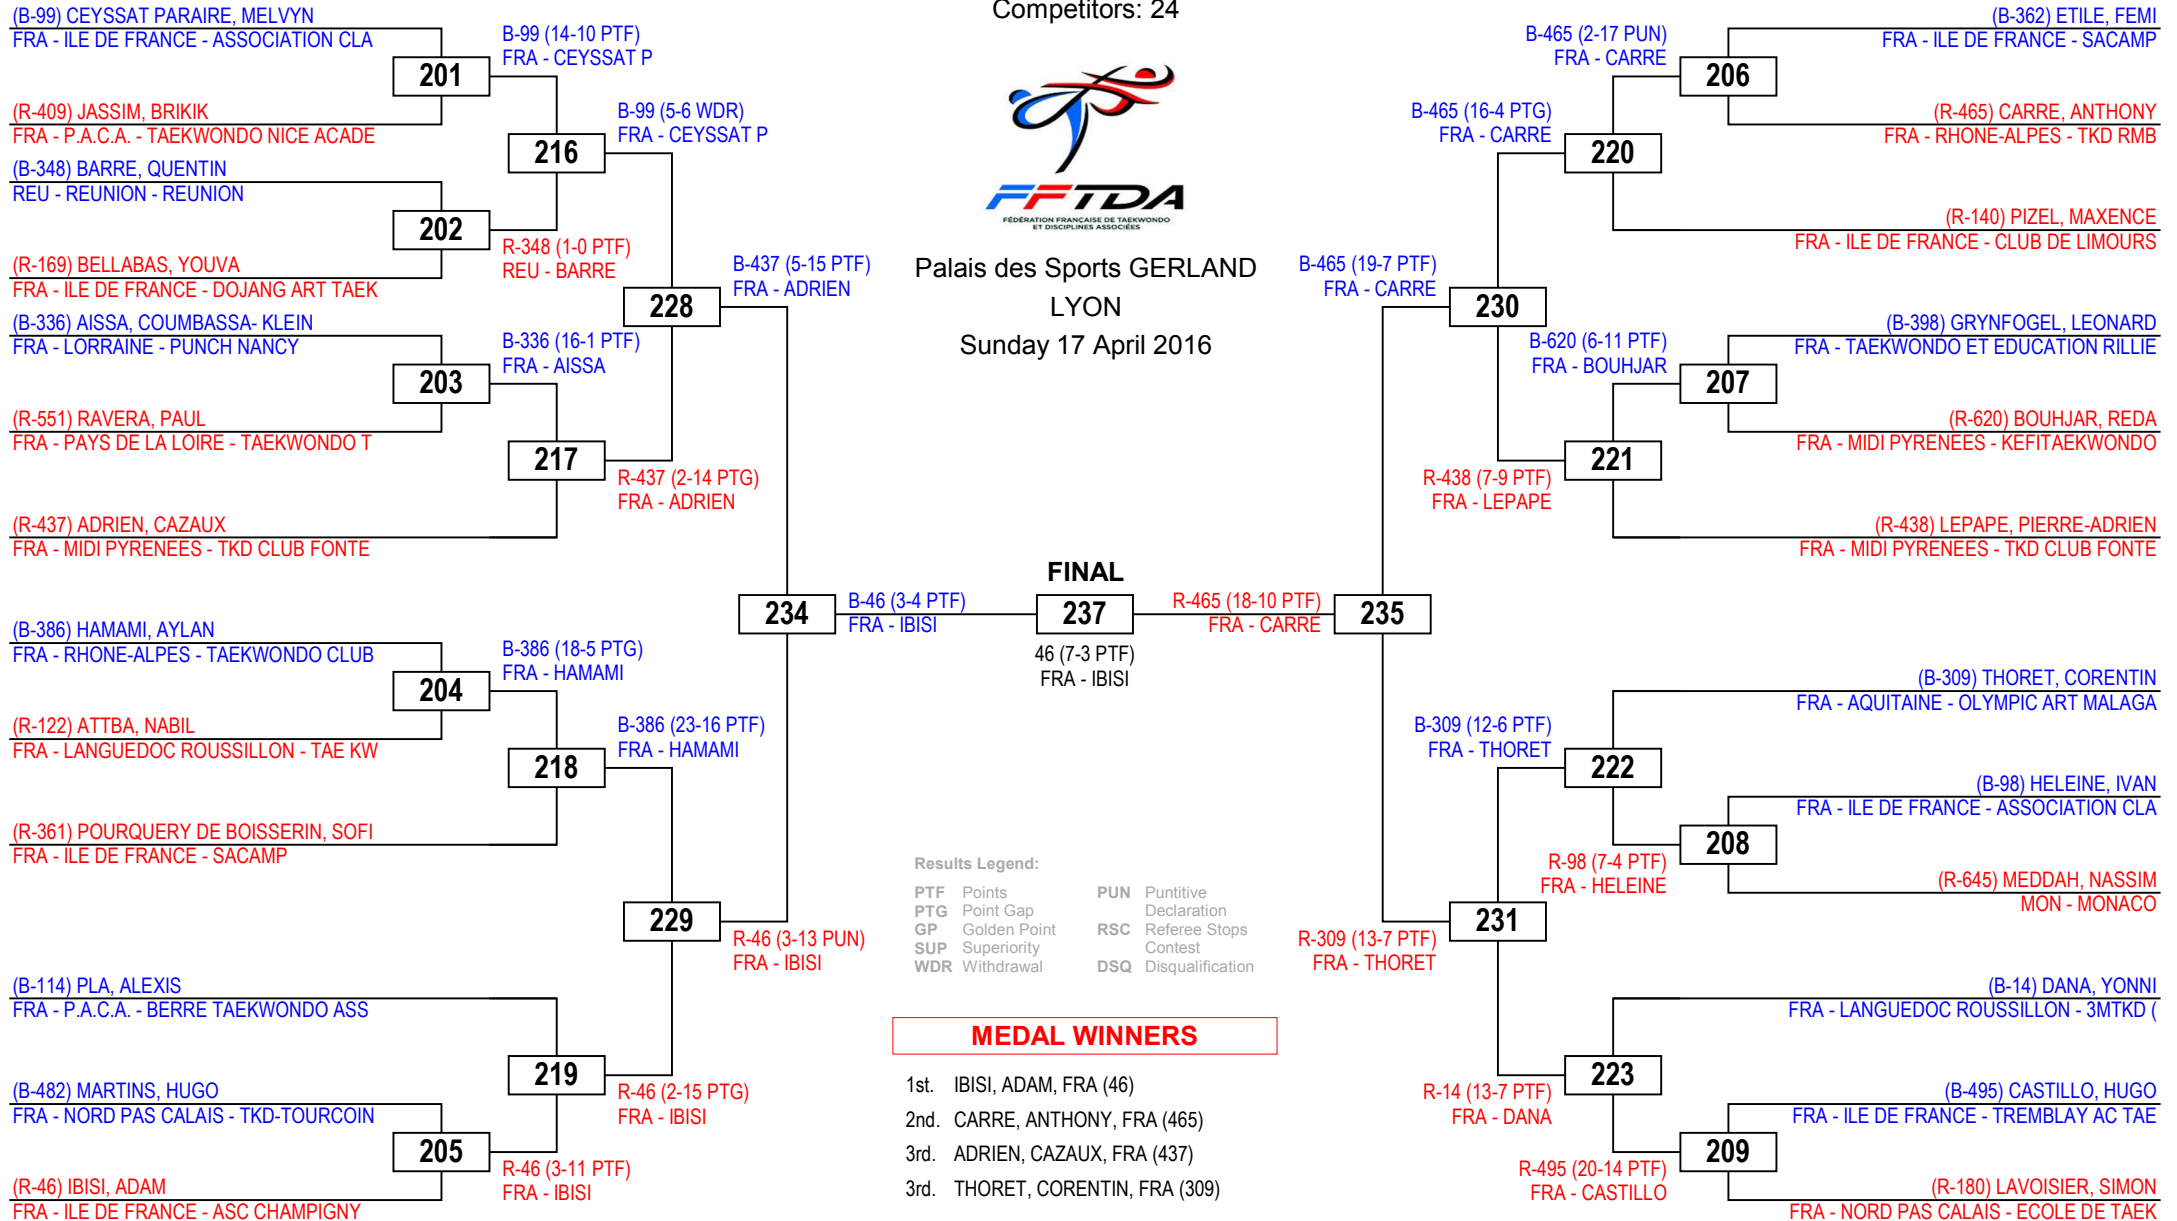 Competitors: 24
(B-99) CEYSSAT PARAIRE, MELVYN
FRA - ILE DE FRANCE - ASSOCIATION CLA
201
(R-409) JASSIM, BRIKIK
FRA - P.A.C.A. - TAEKWONDO NICE ACADE
(B-348) BARRE, QUENTIN
REU - REUNION - REUNION
202
(R-169) BELLABAS, YOUVA
FRA - ILE DE FRANCE - DOJANG ART TAEK
(B-336) AISSA, COUMBASSA- KLEIN
FRA - LORRAINE - PUNCH NANCY
203
(R-551) RAVERA, PAUL
FRA - PAYS DE LA LOIRE - TAEKWONDO T
(R-437) ADRIEN, CAZAUX
FRA - MIDI PYRENEES - TKD CLUB FONTE
(B-386) HAMAMI, AYLAN
FRA - RHONE-ALPES - TAEKWONDO CLUB
204
(R-122) ATTBA, NABIL
FRA - LANGUEDOC ROUSSILLON - TAE KW
(R-361) POURQUERY DE BOISSERIN, SOFI
FRA - ILE DE FRANCE - SACAMP
(B-114) PLA, ALEXIS
FRA - P.A.C.A. - BERRE TAEKWONDO ASS
(B-482) MARTINS, HUGO
FRA - NORD PAS CALAIS - TKD-TOURCOIN
205
(R-46) IBISI, ADAM
FRA - ILE DE FRANCE - ASC CHAMPIGNY
B-99 (14-10 PTF)
FRA - CEYSSAT P
216
R-348 (1-0 PTF)
REU - BARRE
B-336 (16-1 PTF)
FRA - AISSA
217
B-386 (18-5 PTG)
FRA - HAMAMI
218
219
R-46 (3-11 PTF)
FRA - IBISI
B-99 (5-6 WDR)
FRA - CEYSSAT P
228
R-437 (2-14 PTG)
FRA - ADRIEN
B-386 (23-16 PTF)
FRA - HAMAMI
229
R-46 (2-15 PTG)
FRA - IBISI
B-437 (5-15 PTF)
FRA - ADRIEN
234
R-46 (3-13 PUN)
FRA - IBISI
B-46 (3-4 PTF)
FRA - IBISI
FFTDA
FÉDÉRATION FRANÇAISE DE TAEKWONDO
ET DISCIPLINES ASSOCIÉES
Palais des Sports GERLAND
LYON
Sunday 17 April 2016
FINAL
237
46 (7-3 PTF)
FRA - IBISI
R-465 (18-10 PTF)
FRA - CARRE
235
B-465 (19-7 PTF)
FRA - CARRE
R-309 (13-7 PTF)
FRA - THORET
B-465 (16-4 PTG)
FRA - CARRE
230
R-438 (7-9 PTF)
FRA - LEPAPE
B-309 (12-6 PTF)
FRA - THORET
231
R-14 (13-7 PTF)
FRA - DANA
B-465 (2-17 PUN)
FRA - CARRE
220
B-620 (6-11 PTF)
FRA - BOUHJAR
221
222
R-98 (7-4 PTF)
FRA - HELEINE
223
R-495 (20-14 PTF)
FRA - CASTILLO
(B-362) ETILE, FEMI
FRA - ILE DE FRANCE - SACAMP
206
(R-465) CARRE, ANTHONY
FRA - RHONE-ALPES - TKD RMB
(R-140) PIZEL, MAXENCE
FRA - ILE DE FRANCE - CLUB DE LIMOURS
(B-398) GRYNFOGEL, LEONARD
FRA - TAEKWONDO ET EDUCATION RILLIE
207
(R-620) BOUHJAR, REDA
FRA - MIDI PYRENEES - KEFITAEKWONDO
(R-438) LEPAPE, PIERRE-ADRIEN
FRA - MIDI PYRENEES - TKD CLUB FONTE
(B-309) THORET, CORENTIN
FRA - AQUITAINE - OLYMPIC ART MALAGA
(B-98) HELEINE, IVAN
FRA - ILE DE FRANCE - ASSOCIATION CLA
208
(R-645) MEDDAH, NASSIM
MON - MONACO
(B-14) DANA, YONNI
FRA - LANGUEDOC ROUSSILLON - 3MTKD (
(B-495) CASTILLO, HUGO
FRA - ILE DE FRANCE - TREMBLAY AC TAE
209
(R-180) LAVOISIER, SIMON
FRA - NORD PAS CALAIS - ECOLE DE TAEK
Results Legend:
PTF Points
PTG Point Gap
GP Golden Point
SUP Superiority
WDR Withdrawal
PUN Puntitive
Declaration
RSC Referee Stops
Contest
DSQ Disqualification
MEDAL WINNERS
1st. IBISI, ADAM, FRA (46)
2nd. CARRE, ANTHONY, FRA (465)
3rd. ADRIEN, CAZAUX, FRA (437)
3rd. THORET, CORENTIN, FRA (309)